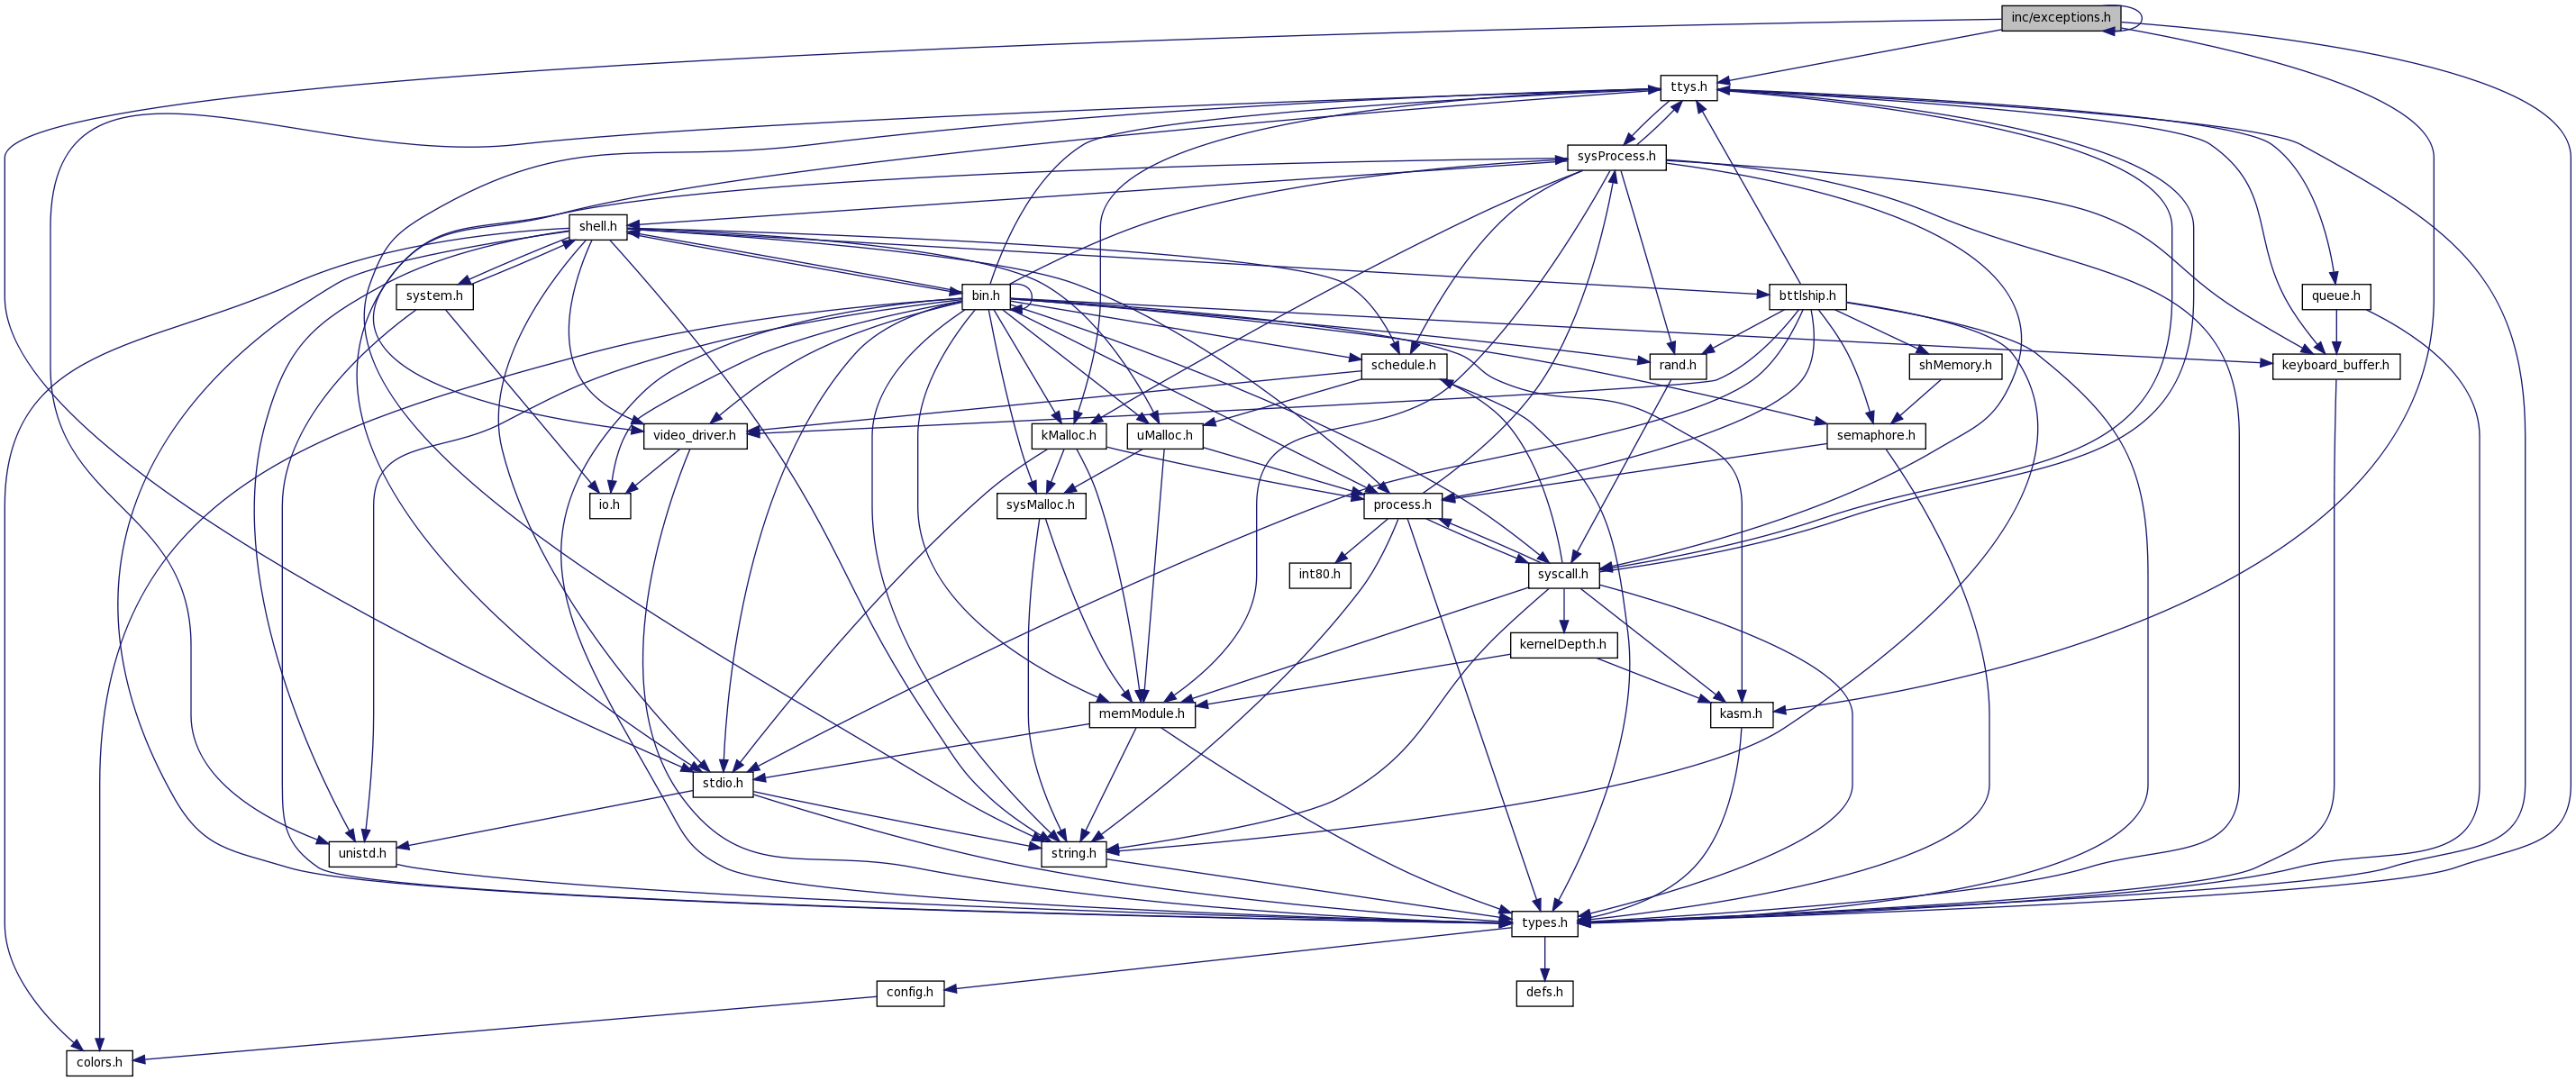 inc/exceptions.h
ttys.h
sysProcess.h
shell.h
system.h
bin.h
bttlship.h
queue.h
schedule.h
rand.h
shMemory.h
keyboard_buffer.h
video_driver.h
kMalloc.h
uMalloc.h
semaphore.h
io.h
sysMalloc.h
process.h
int80.h
syscall.h
kernelDepth.h
memModule.h
kasm.h
stdio.h
unistd.h
string.h
types.h
config.h
defs.h
colors.h